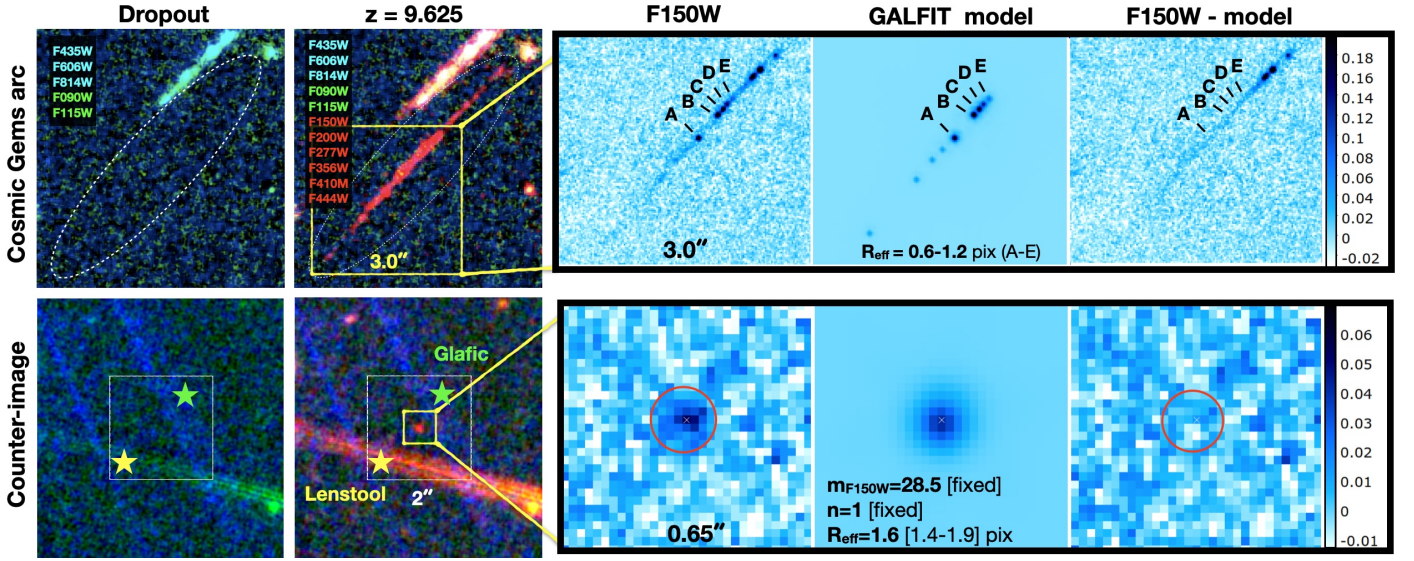 Dropout
z = 9.625
F150W
GALFIT model
F150W - model
Cosmic Gems arc
F435W
F606W
F814W
F090W
F115W
F435W
F606W
F814W
F090W
F115W
F150W
F200W
F277W
F356W
F410M
F444W
3.0″
A
B
C
D
E
3.0″
A
B
C
D
E
Reff = 0.6-1.2 pix (A-E)
A
B
C
D
E
0.18
0.16
0.14
0.12
0.1
0.08
0.06
0.04
0.02
0
-0.02
Counter-image
Glafic
Lenstool
2″
0.65″
mF150W=28.5 [fixed]
n=1 [fixed]
Reff=1.6 [1.4-1.9] pix
0.06
0.05
0.04
0.03
0.02
0.01
0
-0.01